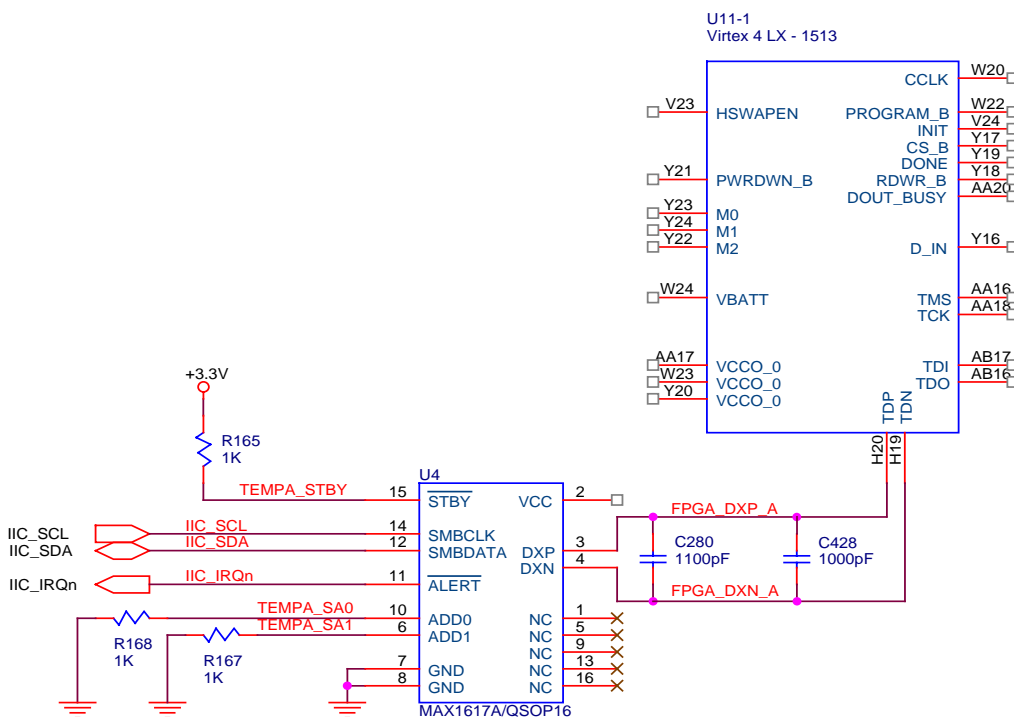 U11-1
Virtex 4 LX - 1513
V23 HSWAPEN
Y21 PWRDWN_B
Y23 M0
Y24 M1
Y22 M2
W24 VBATT
AA17 VCCO_0
W23 VCCO_0
Y20 VCCO_0
CCLK W20
PROGRAM_B W22
INIT V24
CS_B Y17
DONE Y19
RDWR_B Y18
DOUT_BUSY AA20
D_IN Y16
TMS AA16
TCK AA18
TDI AB17
TDO AB16
TDP H20
TDN H19
+3.3V
R165
1K
U4
TEMPA_STBY 15 STBY
IIC_SCL IIC_SCL 14 SMBCLK
IIC_SDA IIC_SDA 12 SMBDATA
IIC_IRQn IIC_IRQn 11 ALERT
TEMPA_SA0 10 ADD0
TEMPA_SA1 6 ADD1
R168
1K
R167
1K
7 GND
8 GND
VCC 2
DXP 3
DXN 4
NC 1
NC 5
NC 9
NC 13
NC 16
MAX1617A/QSOP16
FPGA_DXP_A
C280
1100pF
C428
1000pF
FPGA_DXN_A